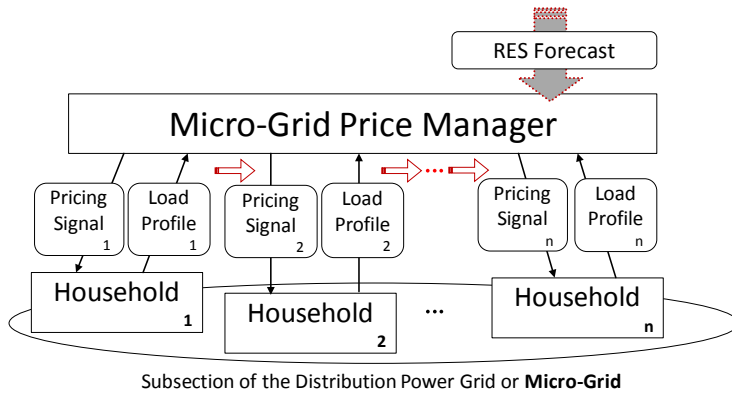 RES Forecast
Micro-Grid Price Manager
Pricing
Signal
1
Load
Profile
1
Pricing
Signal
2
Load
Profile
2
Pricing
Signal
n
Load
Profile
n
Household
1
Household
2
...
Household
n
Subsection of the Distribution Power Grid or Micro-Grid